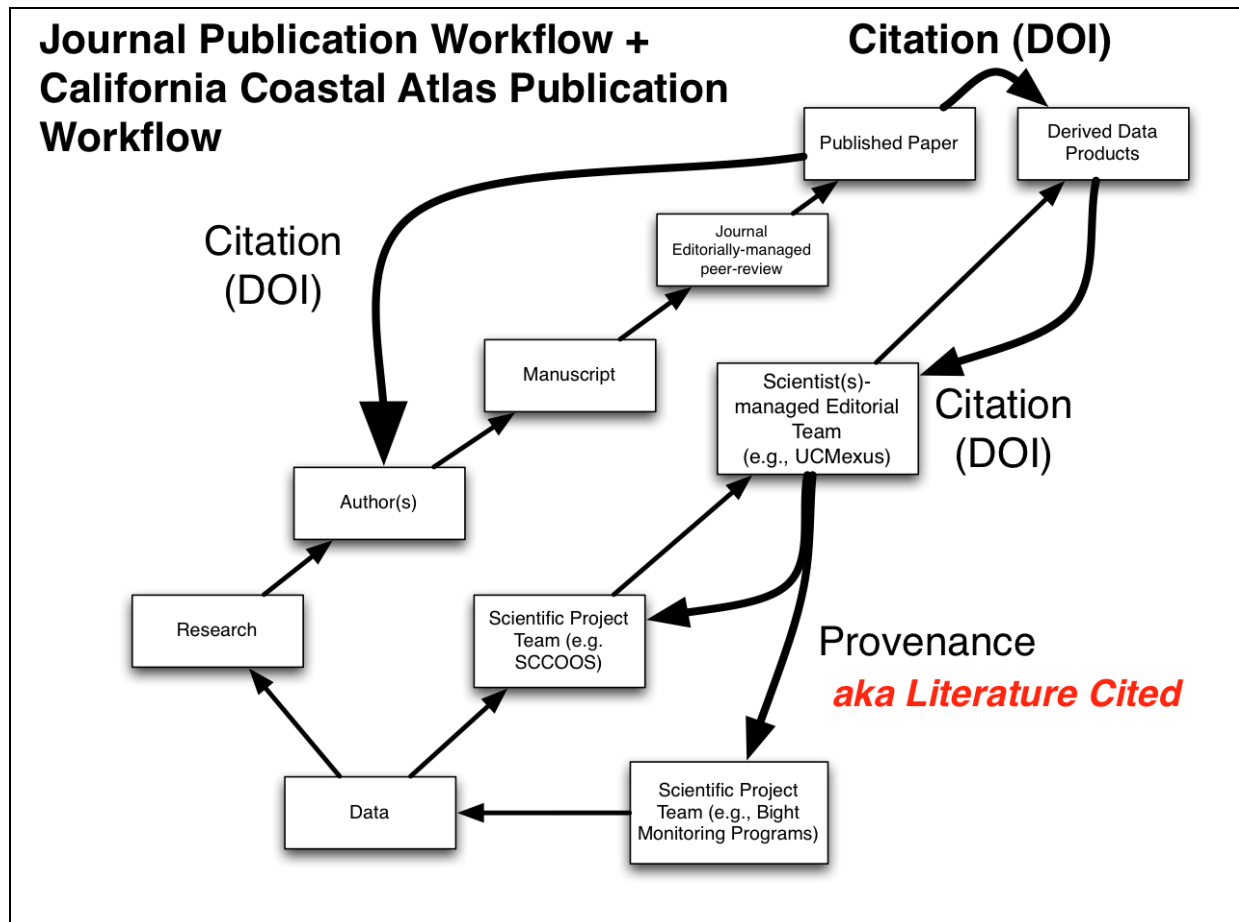 Journal Publication Workflow +
California Coastal Atlas Publication
Workflow
Citation (DOI)
Published Paper
Derived Data
Products
Citation
(DOI)
Journal
Editorially-managed
peer-review
Manuscript
Scientist(s)-
managed Editorial
Team
(e.g., UCMexus)
Citation
(DOI)
Author(s)
Research
Scientific Project
Team (e.g.
SCCOOS)
Provenance
aka Literature Cited
Data
Scientific Project
Team (e.g., Bight
Monitoring Programs)